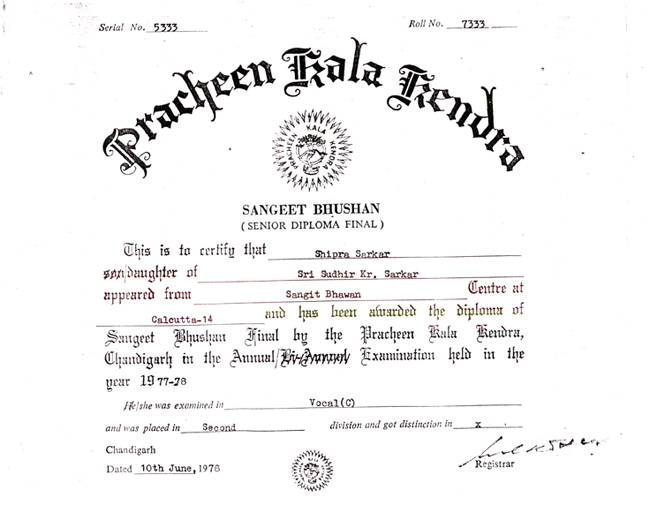 Serial No. 5333
Roll No. 7333
Pracheen Kala Kendra
PRACHEEN KALA KENDRA
SANGEET BHUSHAN
( SENIOR DIPLOMA FINAL )
This is to certify that Shipra Sarkar
son/daughter of Sri Sudhir Kr. Sarkar
appeared from Sangit Bhawan Centre at
Calcutta-14 and has been awarded the diploma of
Sangeet Bhushan Final by the Pracheen Kala Kendra,
Chandigarh in the Annual/Bi-Annual Examination held in the
year 1977-78
He/she was examined in Vocal(C)
and was placed in Second division and got distinction in x
Chandigarh
Dated 10th June, 1978
Registrar